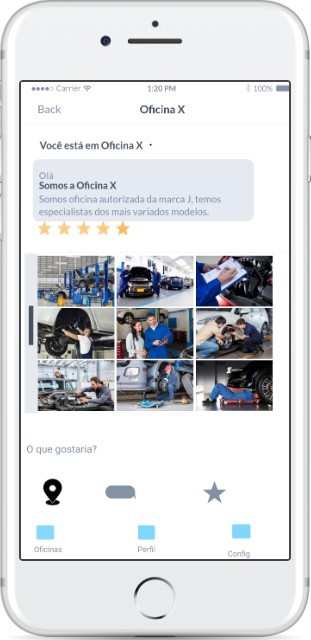 Carrier 1:20 PM 100%
Back Oficina X
Você está em Oficina X
Olá
Somos a Oficina X
Somos oficina autorizada da marca J, temos
especialistas dos mais variados modelos.
O que gostaria?
Oficinas Perfil Config